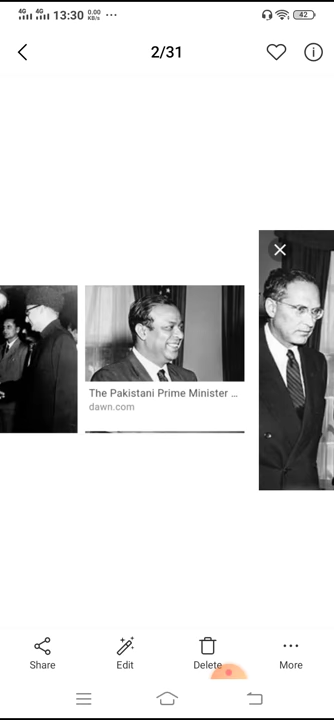 4G 4G 13:30 0.00 KB/s ... 42
2/31
The Pakistani Prime Minister ...
dawn.com
Share Edit Delete More